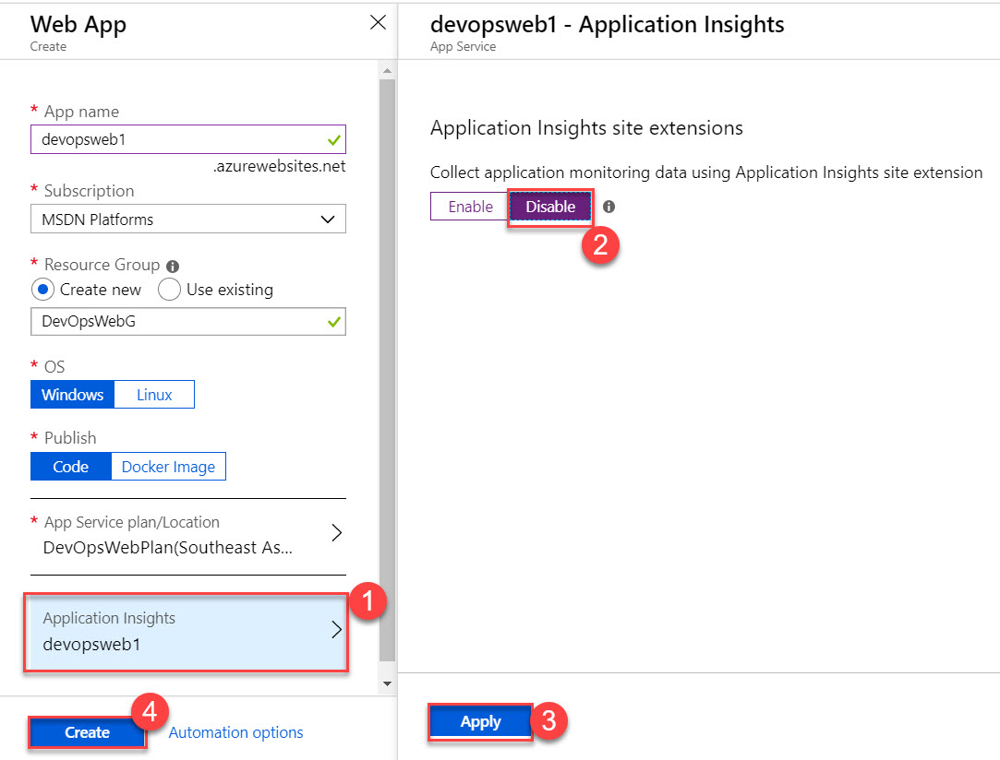 Web App
Create
* App name
devopsweb1
.azurewebsites.net
* Subscription
MSDN Platforms
* Resource Group
Create new Use existing
DevOpsWebG
* OS
Windows Linux
* Publish
Code Docker Image
* App Service plan/Location
DevOpsWebPlan(Southeast As...
1
Application Insights
devopsweb1
4
Create Automation options
devopsweb1 - Application Insights
App Service
Application Insights site extensions
Collect application monitoring data using Application Insights site extension
Enable Disable
2
Apply 3